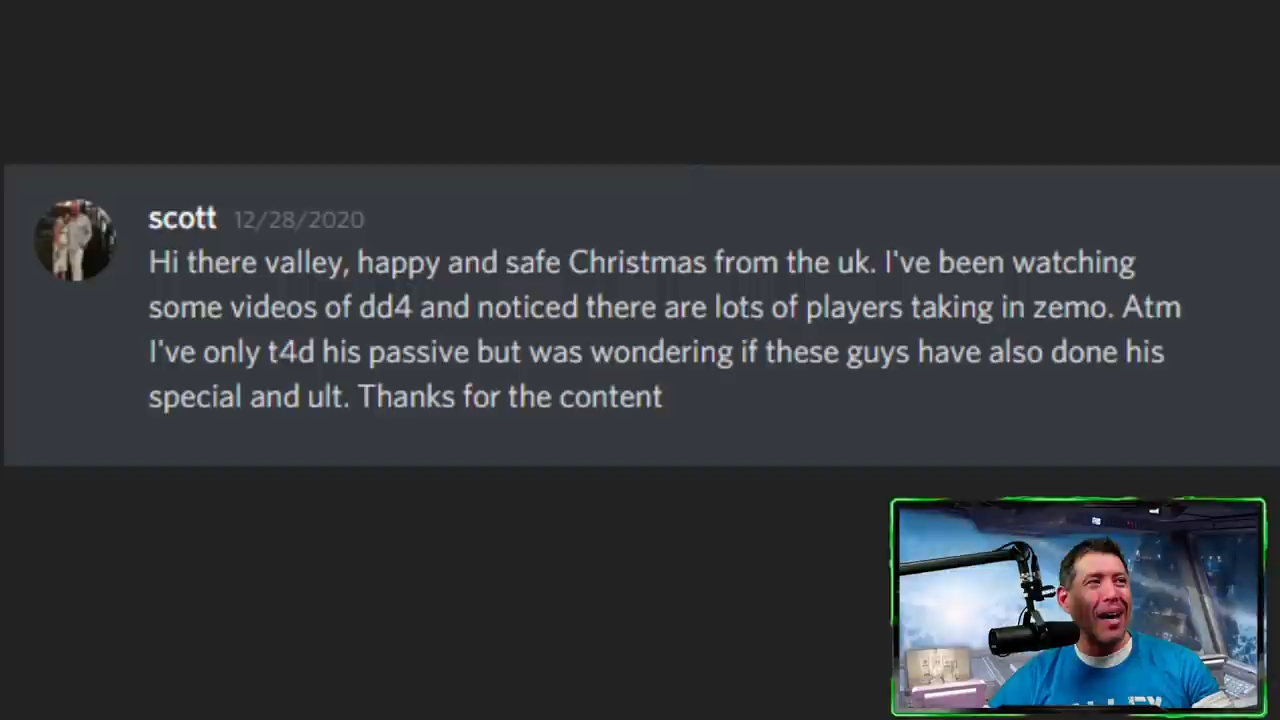 scott 12/28/2020
Hi there valley, happy and safe Christmas from the uk. I've been watching
some videos of dd4 and noticed there are lots of players taking in zemo. Atm
I've only t4d his passive but was wondering if these guys have also done his
special and ult. Thanks for the content